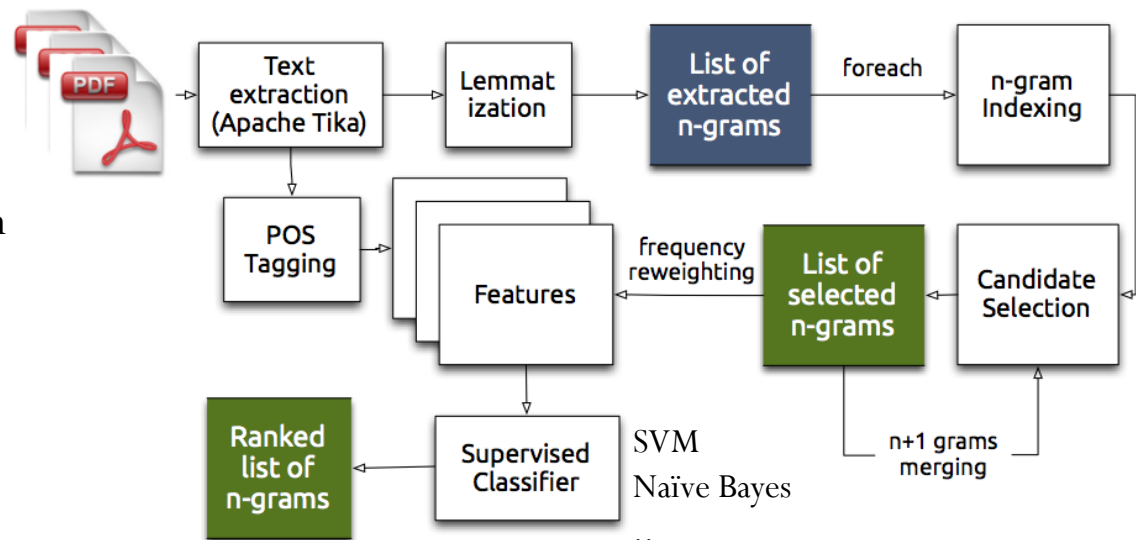 PDF
Text
extraction
(Apache Tika)
Lemmat
ization
List of
extracted
n-grams
foreach
n-gram
Indexing
n
POS
Tagging
Features
frequency
reweighting
List of
selected
n-grams
Candidate
Selection
n+1 grams
merging
Ranked
list of
n-grams
Supervised
Classifier
SVM
Naïve Bayes